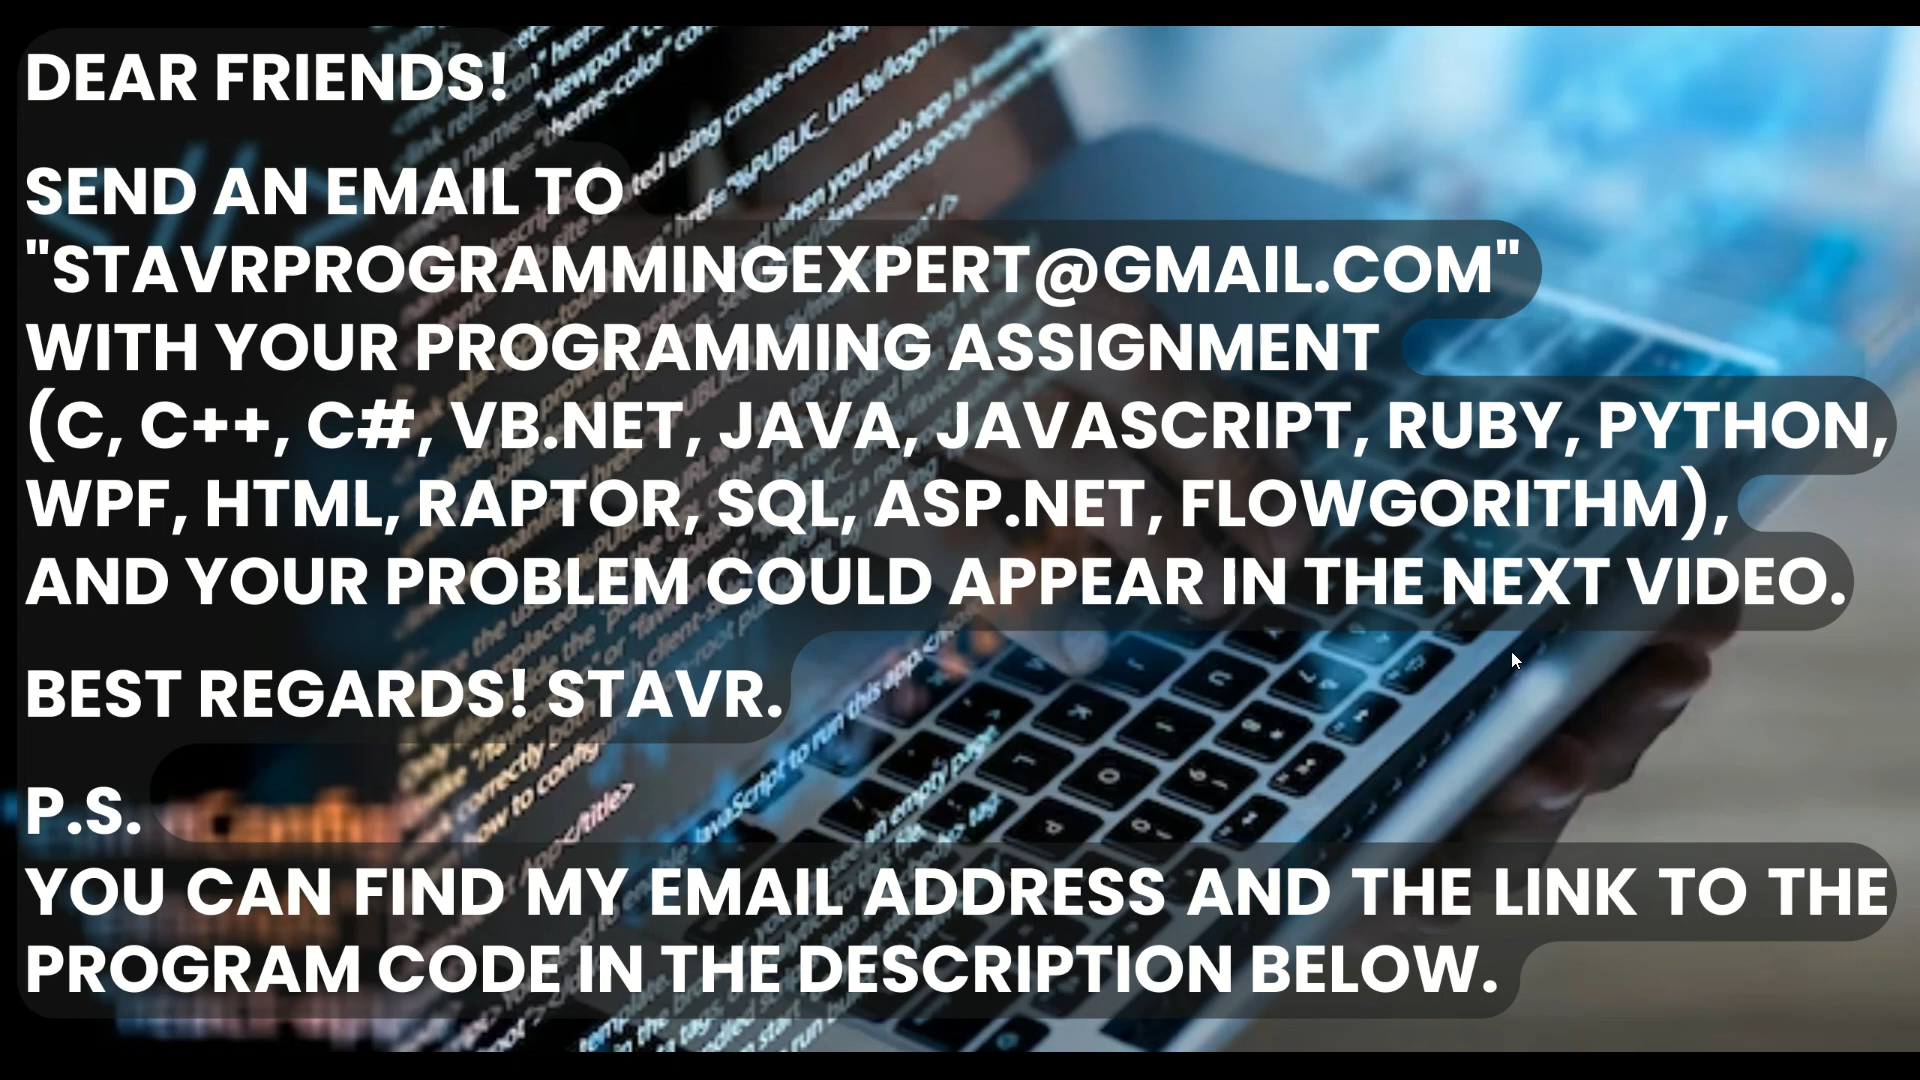 DEAR FRIENDS!
SEND AN EMAIL TO
"STAVRPROGRAMMINGEXPERT@GMAIL.COM"
WITH YOUR PROGRAMMING ASSIGNMENT
(C, C++, C#, VB.NET, JAVA, JAVASCRIPT, RUBY, PYTHON,
WPF, HTML, RAPTOR, SQL, ASP.NET, FLOWGORITHM),
AND YOUR PROBLEM COULD APPEAR IN THE NEXT VIDEO.
BEST REGARDS! STAVR.
P.S.
YOU CAN FIND MY EMAIL ADDRESS AND THE LINK TO THE
PROGRAM CODE IN THE DESCRIPTION BELOW.